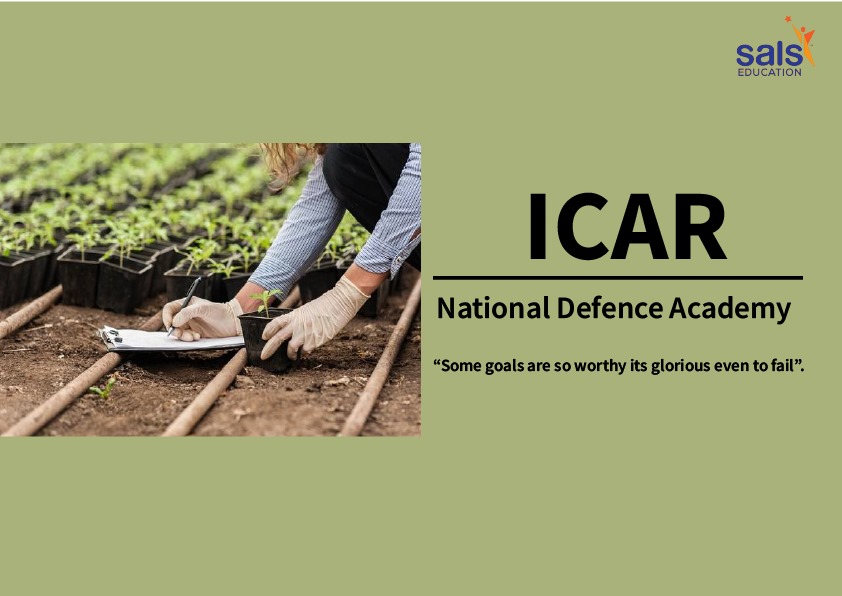 sals
EDUCATION
ICAR
National Defence Academy
“Some goals are so worthy its glorious even to fail”.